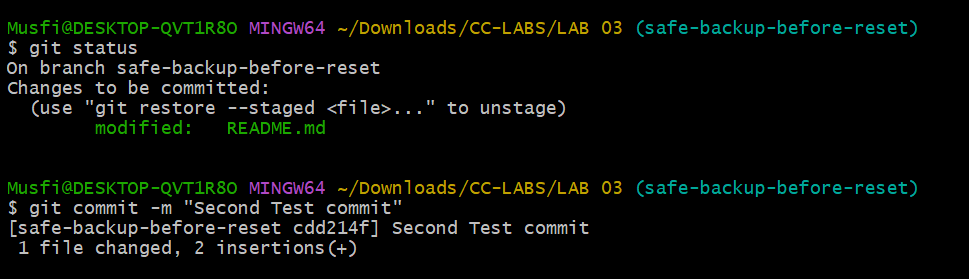 Musfi@DESKTOP-QVT1R8O MINGW64 ~/Downloads/CC-LABS/LAB 03 (safe-backup-before-reset)
$ git status
On branch safe-backup-before-reset
Changes to be committed:
  (use "git restore --staged <file>..." to unstage)
        modified:   README.md

Musfi@DESKTOP-QVT1R8O MINGW64 ~/Downloads/CC-LABS/LAB 03 (safe-backup-before-reset)
$ git commit -m "Second Test commit"
[safe-backup-before-reset cdd214f] Second Test commit
 1 file changed, 2 insertions(+)